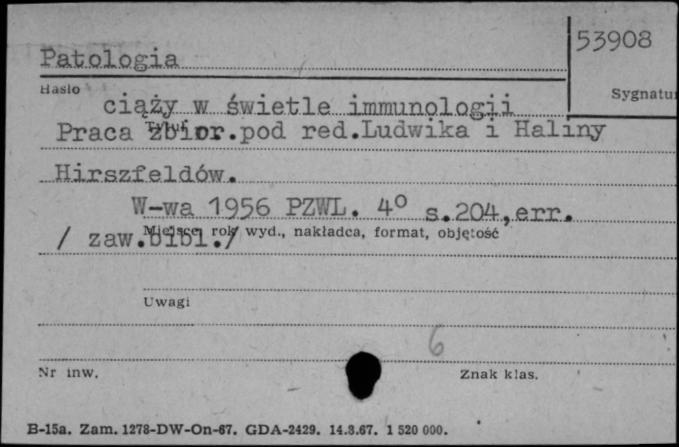 53908
Patologia
Hasło
Sygnatu
ciąży w świetle immunologii
Praca zbior.pod red.Ludwika i Haliny
Tytuł
Hirszfeldów.
W-wa 1956 PZWL. 4° s.204,err.
/ zaw.bibl./
Miejsce, rok wyd., nakładca, format, objętość
Uwagi
6
Nr inw.
Znak klas.
B-15a. Zam. 1278-DW-On-67. GDA-2429. 14.3.67. 1 520 000.